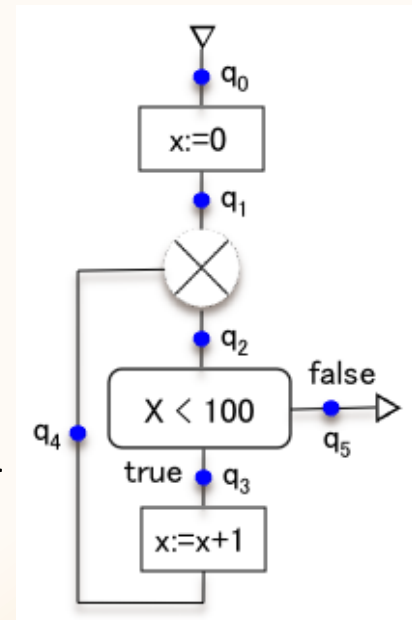 q₀
x:=0
q₁
q₂
false
X < 100
q₅
q₄
true q₃
x:=x+1